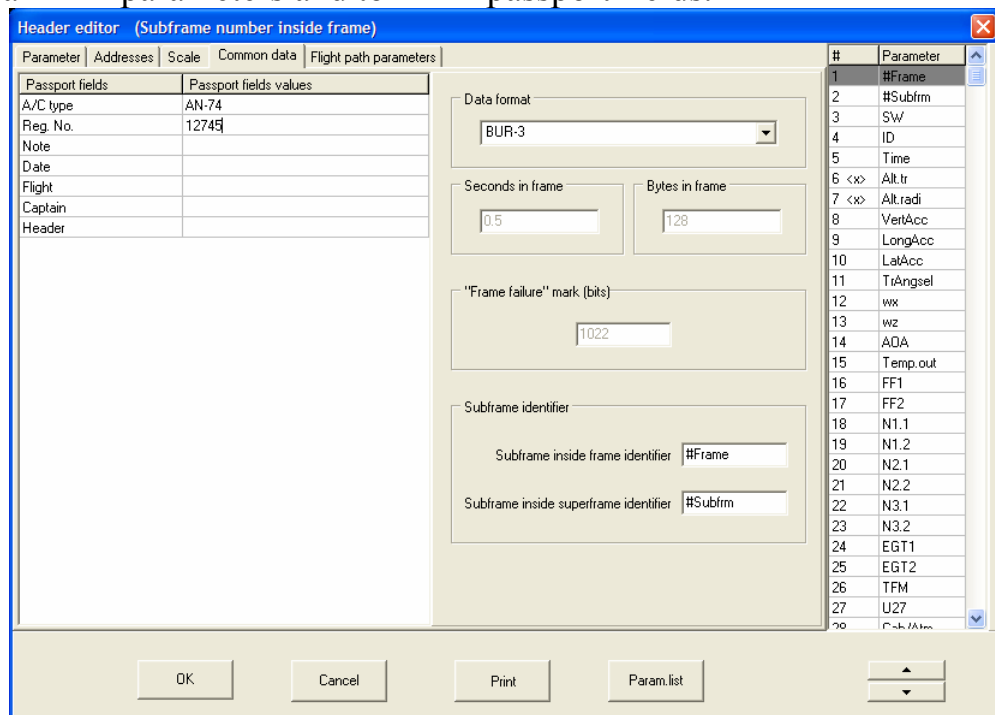 parameters and to passport fields.
Header editor (Subframe number inside frame)
Parameter Addresses Scale Common data Flight path parameters
Passport fields Passport fields values
A/C type AN-74
Reg. No. 12745
Note
Date
Flight
Captain
Header
Data format
BUR-3
Seconds in frame Bytes in frame
0.5 128
"Frame failure" mark (bits)
1022
Subframe identifier
Subframe inside frame identifier #Frame
Subframe inside superframe identifier #Subfrm
# Parameter
1 #Frame
2 #Subfrm
3 SW
4 ID
5 Time
6 <x> Alt.tr
7 <x> Alt.radi
8 VertAcc
9 LongAcc
10 LatAcc
11 TrAngsel
12 wx
13 wz
14 AOA
15 Temp.out
16 FF1
17 FF2
18 N1.1
19 N1.2
20 N2.1
21 N2.2
22 N3.1
23 N3.2
24 EGT1
25 EGT2
26 TFM
27 U27
OK Cancel Print Param.list